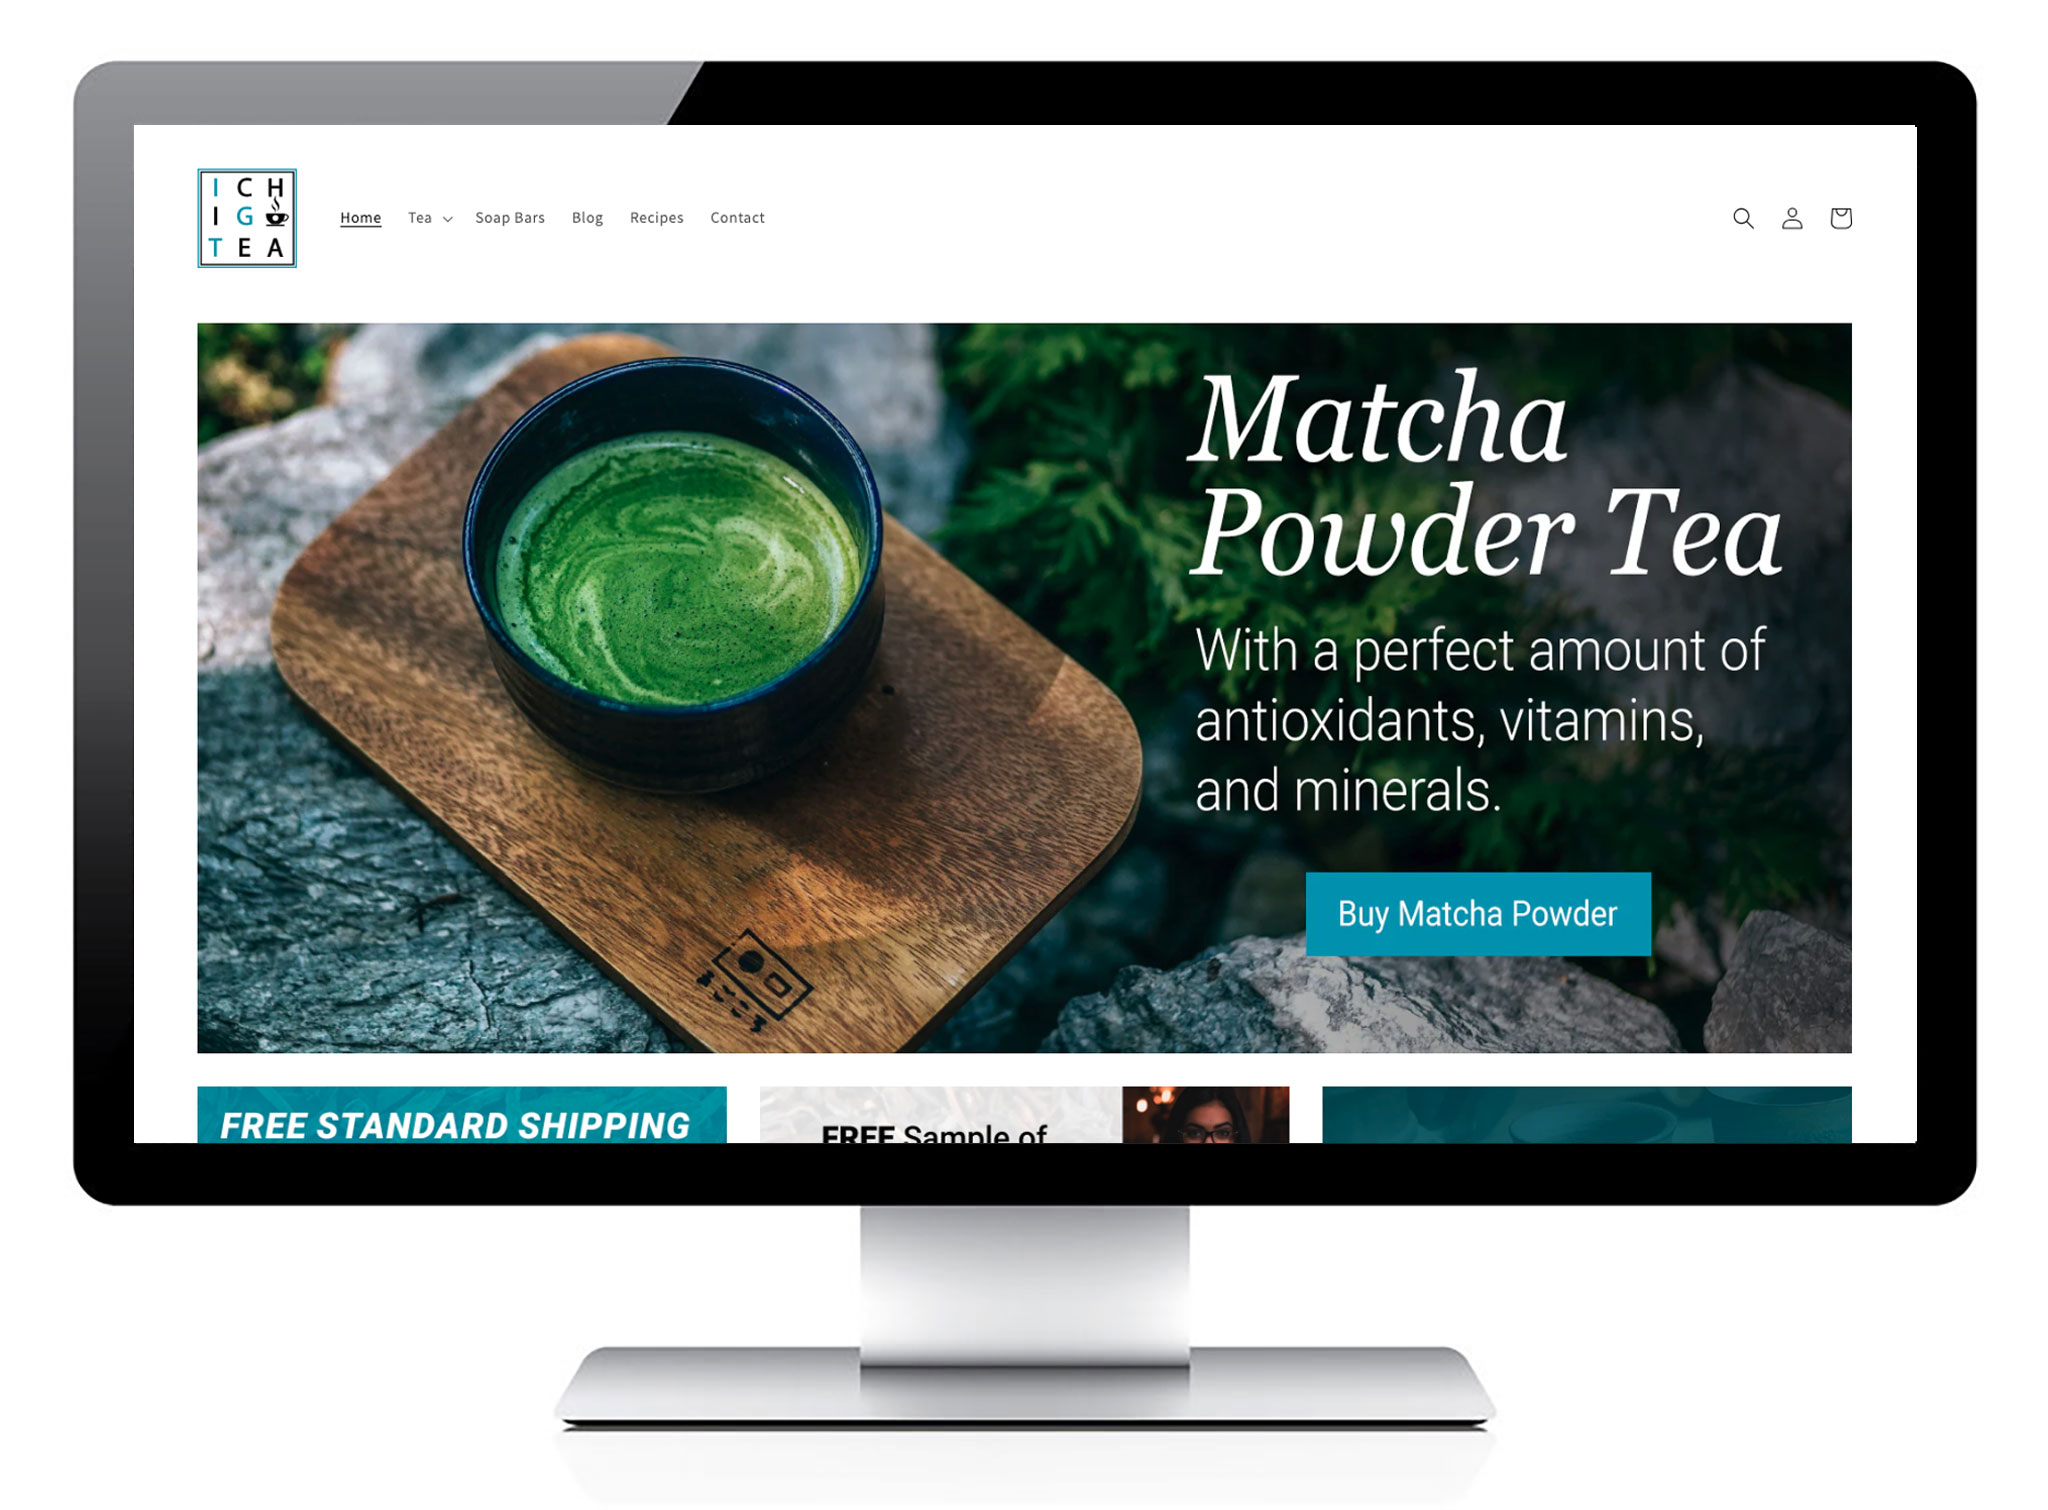 I C H
I G
T E A
Home Tea Soap Bars Blog Recipes Contact
Matcha
Powder Tea
With a perfect amount of
antioxidants, vitamins,
and minerals.
Buy Matcha Powder
FREE STANDARD SHIPPING
FREE Sample of